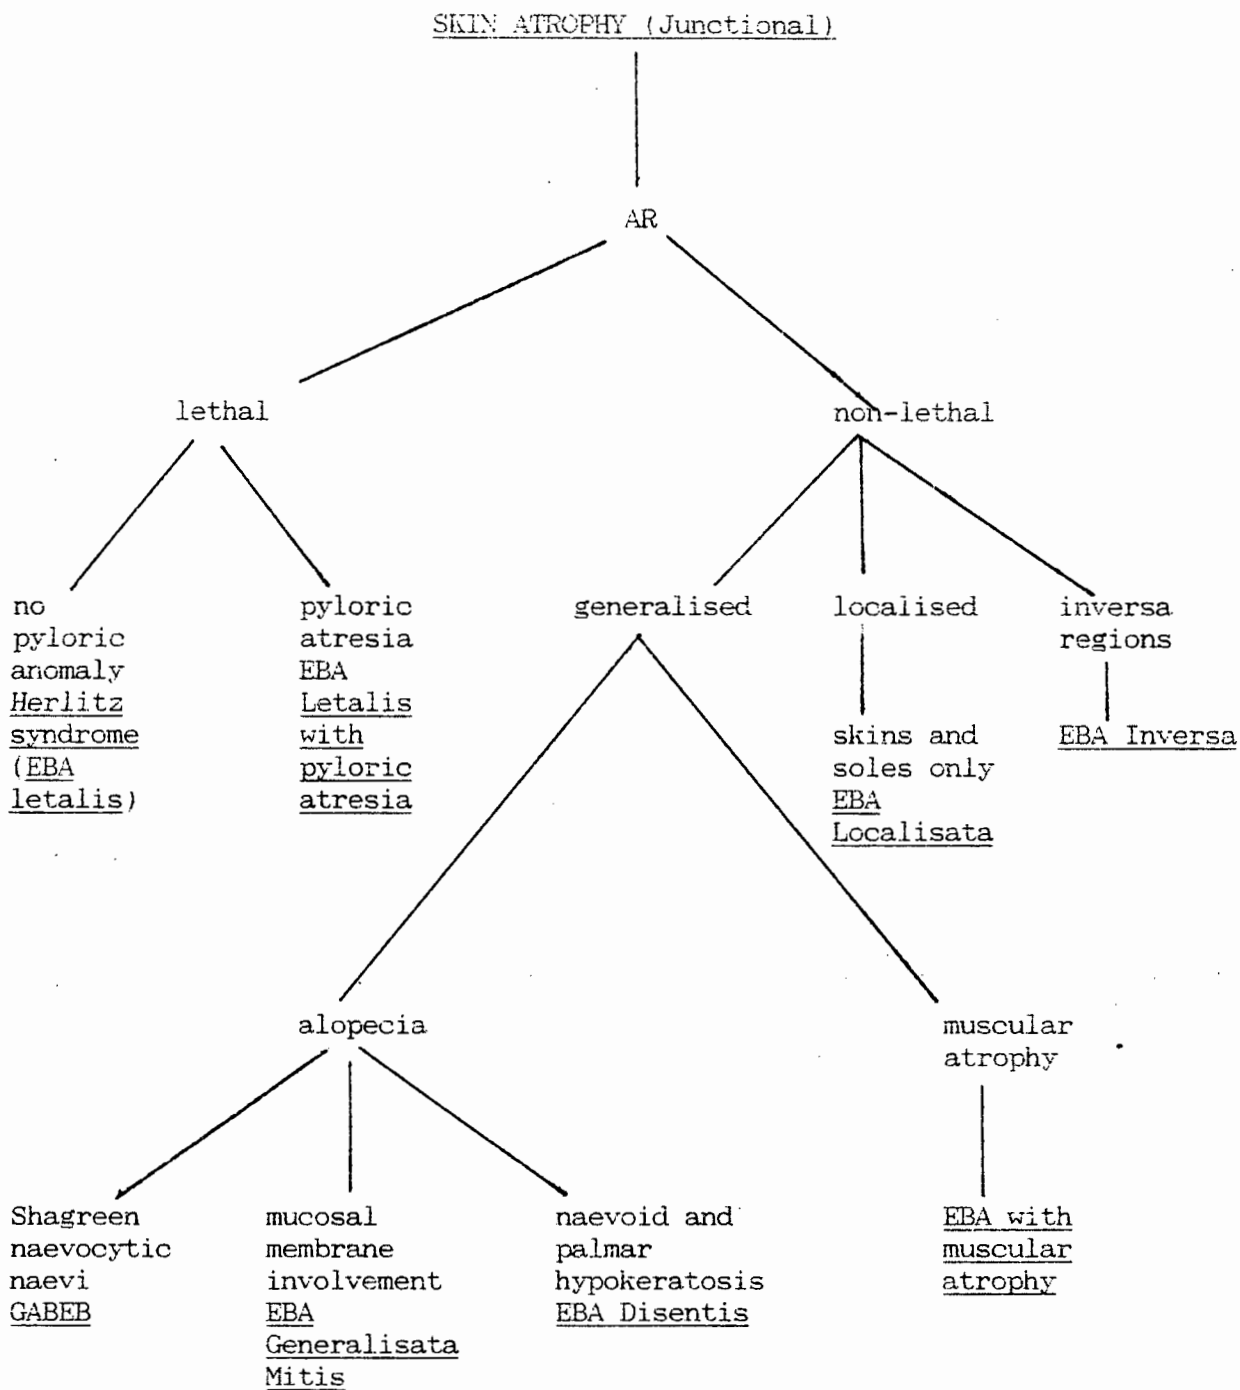 SKIN ATROPHY (Junctional)
AR
lethal
non-lethal
no
pyloric
anomaly
Herlitz
syndrome
(EBA
letalis)
pyloric
atresia
EBA
Letalis
with
pyloric
atresia
generalised
localised
skins and
soles only
EBA
Localisata
inversa
regions
EBA Inversa
alopecia
muscular
atrophy
Shagreen
naevocytic
naevi
GABEB
mucosal
membrane
involvement
EBA
Generalisata
Mitis
naevoid and
palmar
hypokeratosis
EBA Disentis
EBA with
muscular
atrophy